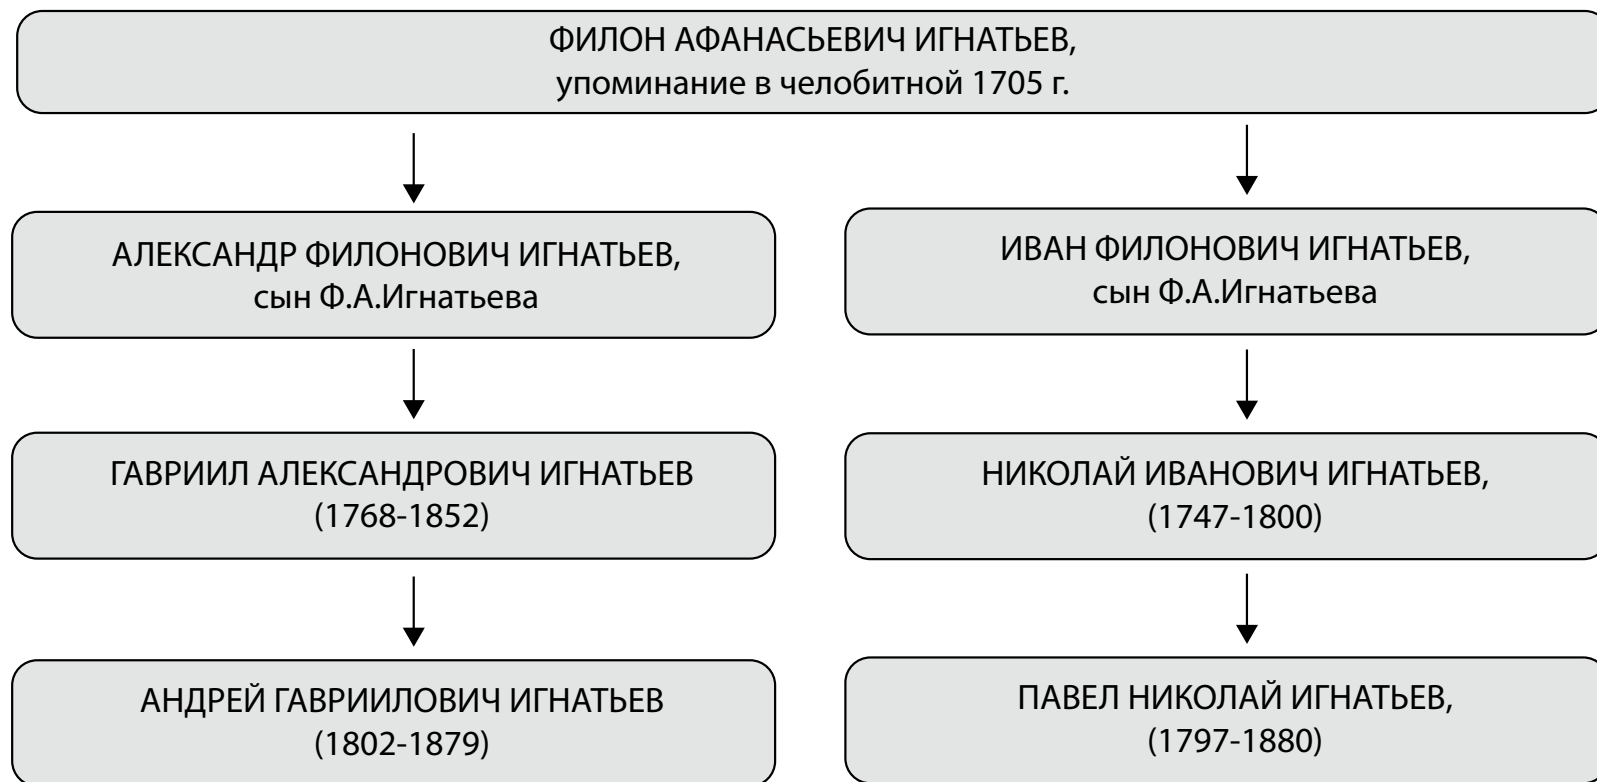 ФИЛОН АФАНАСЬЕВИЧ ИГНАТЬЕВ,
упоминание в челобитной 1705 г.
АЛЕКСАНДР ФИЛОНОВИЧ ИГНАТЬЕВ,
сын Ф.А.Игнатьева
ИВАН ФИЛОНОВИЧ ИГНАТЬЕВ,
сын Ф.А.Игнатьева
ГАВРИИЛ АЛЕКСАНДРОВИЧ ИГНАТЬЕВ
(1768-1852)
НИКОЛАЙ ИВАНОВИЧ ИГНАТЬЕВ,
(1747-1800)
АНДРЕЙ ГАВРИИЛОВИЧ ИГНАТЬЕВ
(1802-1879)
ПАВЕЛ НИКОЛАЙ ИГНАТЬЕВ,
(1797-1880)